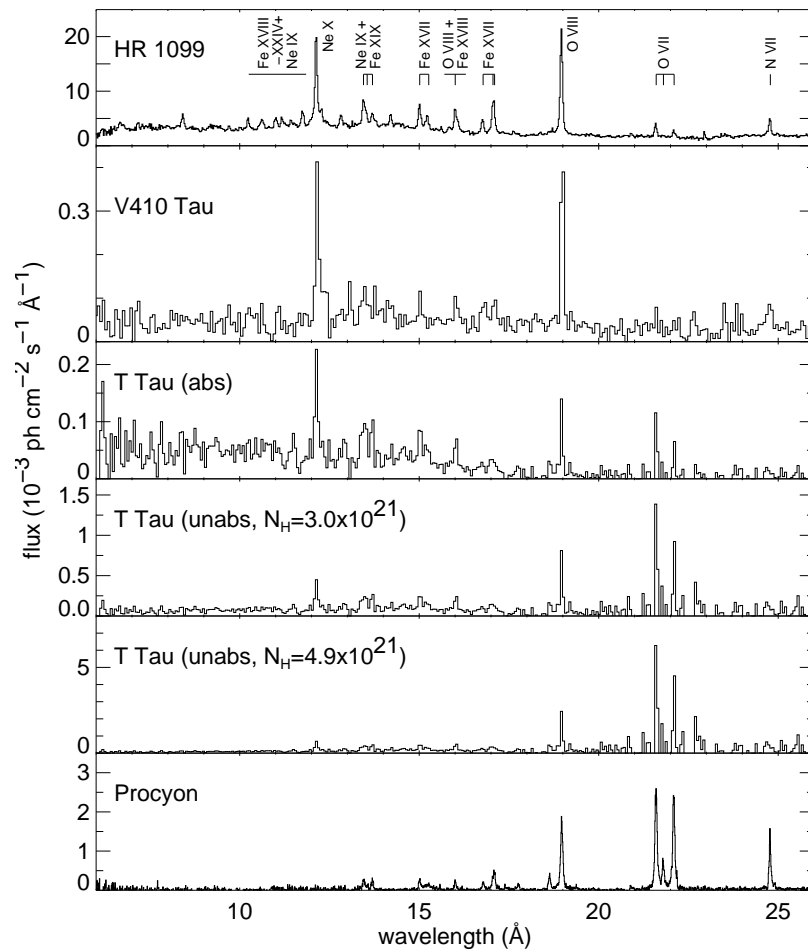 Fe XVIII
−XXIV+
Ne IX
Ne X
Ne IX +
Fe XIX
Fe XVII
O VIII +
Fe XVIII
Fe XVII
O VIII
O VII
N VII
HR 1099
20
15
10
5
0
V410 Tau
0.3
0
T Tau (abs)
0.2
0.1
0
T Tau (unabs, N_H=3.0x10^21)
1.5
1.0
0.5
0.0
T Tau (unabs, N_H=4.9x10^21)
5
0
Procyon
3
2
1
0
10
15
20
25
wavelength (Å)
flux (10^−3 ph cm^−2 s^−1 Å^−1)